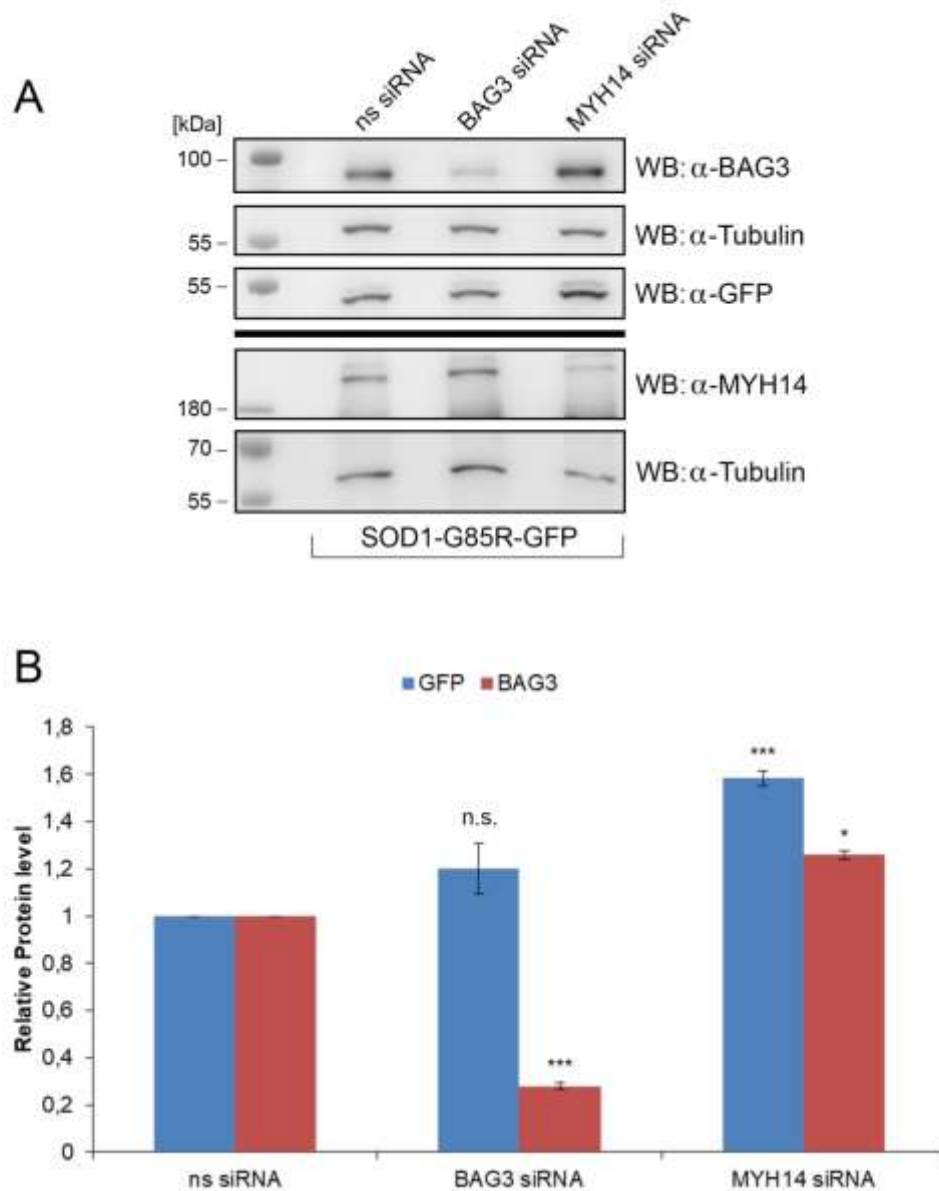 A
ns siRNA
BAG3 siRNA
MYH14 siRNA
[kDa]
100 –
WB: α-BAG3
55 –
WB: α-Tubulin
55 –
WB: α-GFP
180 –
WB: α-MYH14
70 –
55 –
WB: α-Tubulin
SOD1-G85R-GFP
B
GFP BAG3
Relative Protein level
1,8
1,6
1,4
1,2
1
0,8
0,6
0,4
0,2
0
n.s.
***
***
*
ns siRNA
BAG3 siRNA
MYH14 siRNA